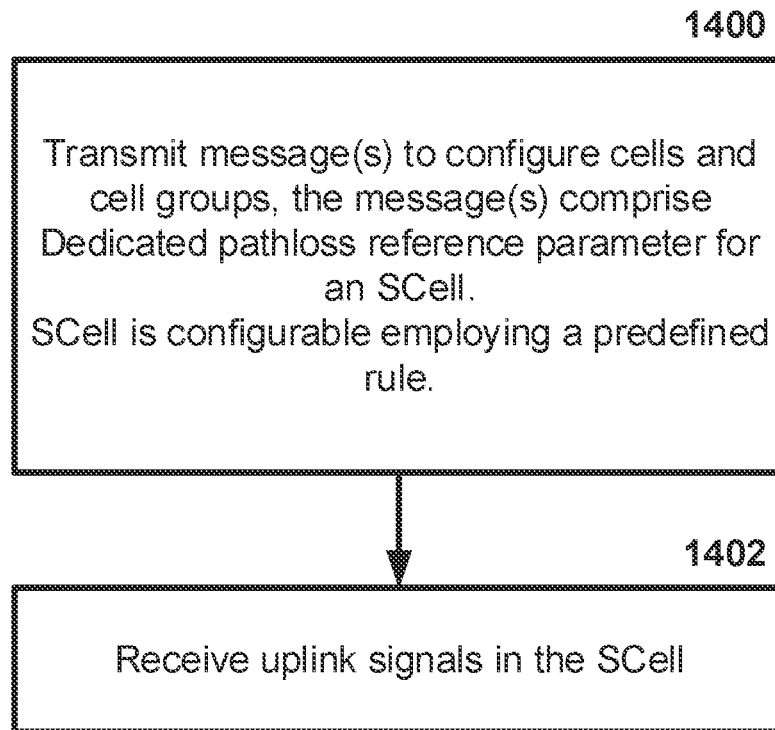 1400
Transmit message(s) to configure cells and
cell groups, the message(s) comprise
Dedicated pathloss reference parameter for
an SCell.
SCell is configurable employing a predefined
rule.
1402
Receive uplink signals in the SCell